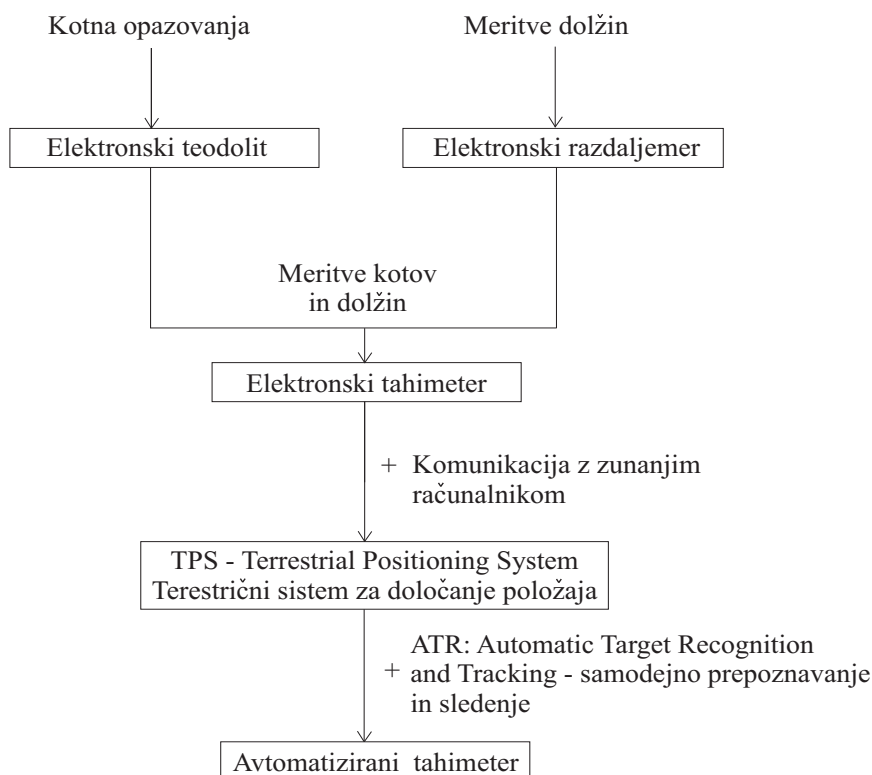 Kotna opazovanja
Meritve dolžin
Elektronski teodolit
Elektronski razdaljemer
Meritve kotov
in dolžin
Elektronski tahimeter
+ Komunikacija z zunanjim
računalnikom
TPS - Terrestrial Positioning System
Terestrični sistem za določanje položaja
ATR: Automatic Target Recognition
+ and Tracking - samodejno prepoznavanje
in sledenje
Avtomatizirani tahimeter